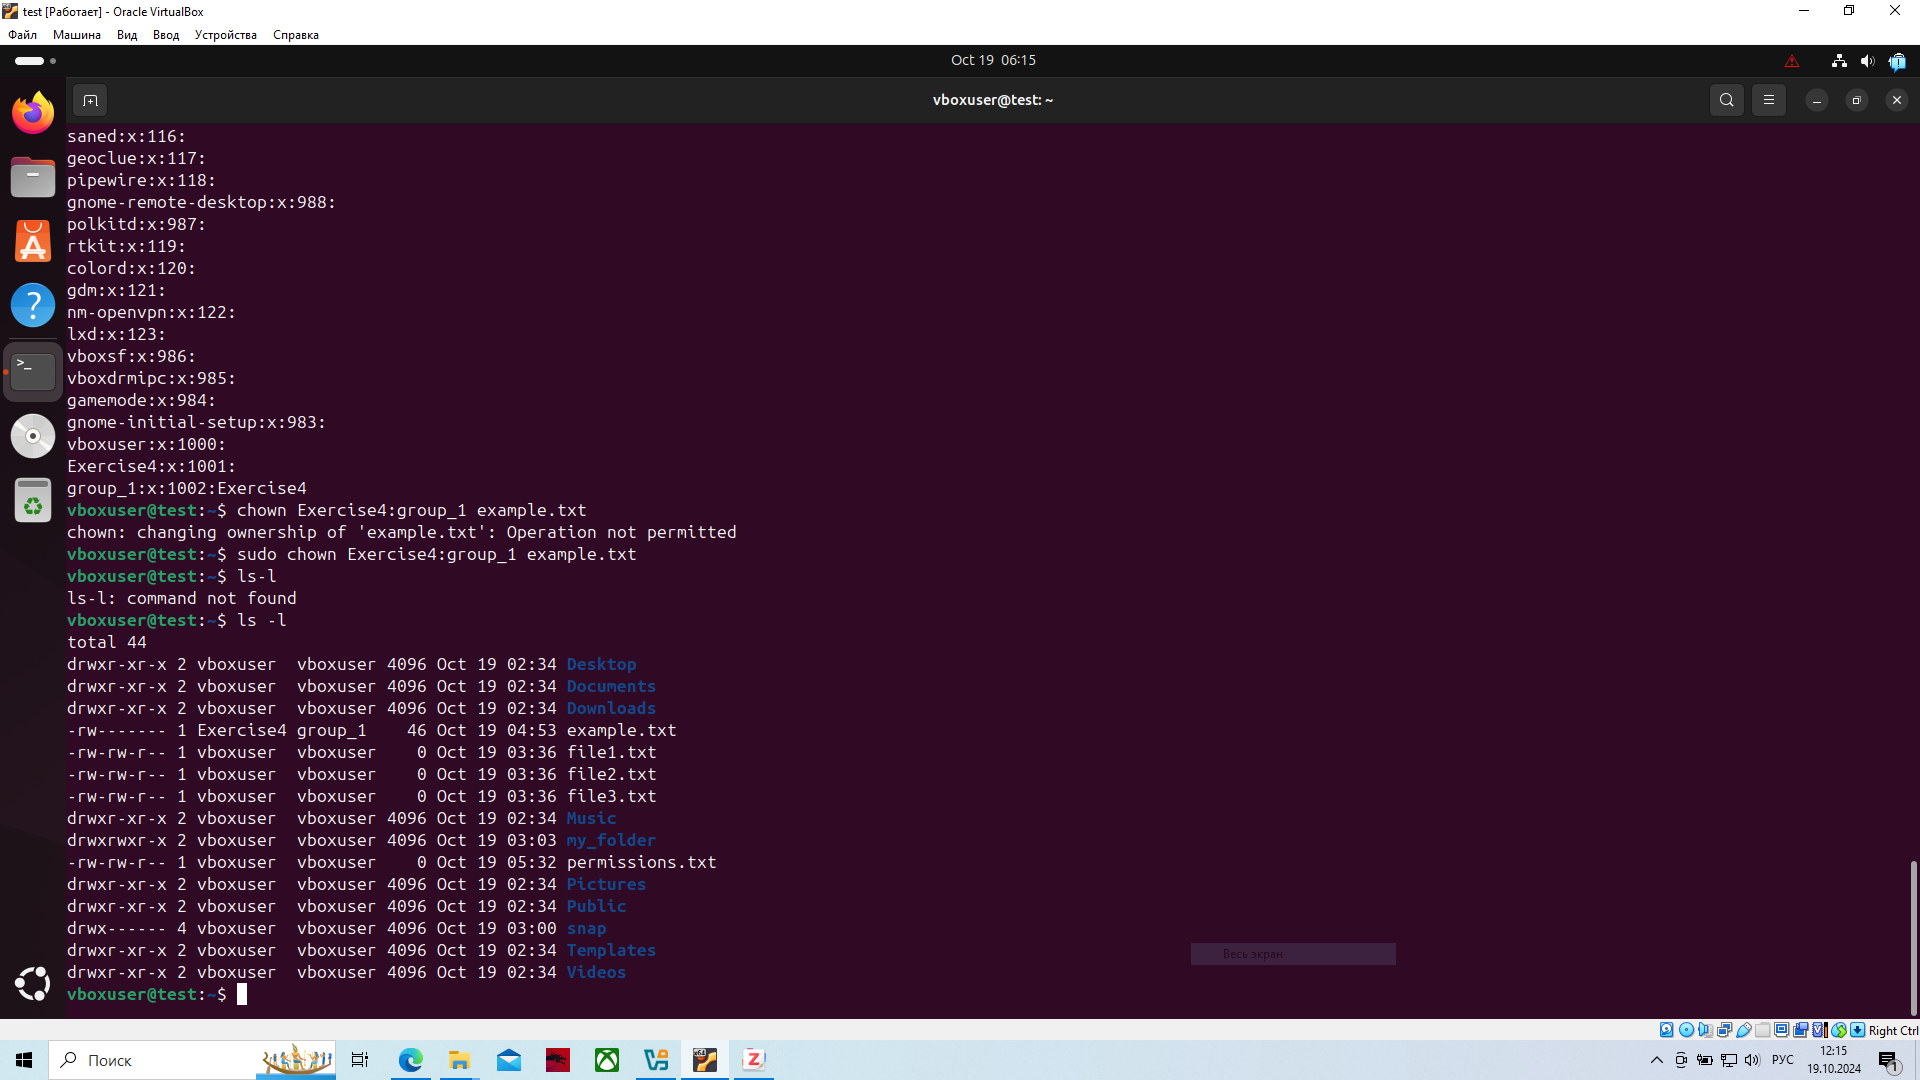 test [Работает] - Oracle VirtualBox
Файл Машина Вид Ввод Устройства Справка
Oct 19 06:15
vboxuser@test: ~
saned:x:116:
geoclue:x:117:
pipewire:x:118:
gnome-remote-desktop:x:988:
polkitd:x:987:
rtkit:x:119:
colord:x:120:
gdm:x:121:
nm-openvpn:x:122:
lxd:x:123:
vboxsf:x:986:
vboxdrmipc:x:985:
gamemode:x:984:
gnome-initial-setup:x:983:
vboxuser:x:1000:
Exercise4:x:1001:
group_1:x:1002:Exercise4
vboxuser@test:~$ chown Exercise4:group_1 example.txt
chown: changing ownership of 'example.txt': Operation not permitted
vboxuser@test:~$ sudo chown Exercise4:group_1 example.txt
vboxuser@test:~$ ls-l
ls-l: command not found
vboxuser@test:~$ ls -l
total 44
drwxr-xr-x 2 vboxuser  vboxuser 4096 Oct 19 02:34 Desktop
drwxr-xr-x 2 vboxuser  vboxuser 4096 Oct 19 02:34 Documents
drwxr-xr-x 2 vboxuser  vboxuser 4096 Oct 19 02:34 Downloads
-rw------- 1 Exercise4 group_1    46 Oct 19 04:53 example.txt
-rw-rw-r-- 1 vboxuser  vboxuser    0 Oct 19 03:36 file1.txt
-rw-rw-r-- 1 vboxuser  vboxuser    0 Oct 19 03:36 file2.txt
-rw-rw-r-- 1 vboxuser  vboxuser    0 Oct 19 03:36 file3.txt
drwxr-xr-x 2 vboxuser  vboxuser 4096 Oct 19 02:34 Music
drwxrwxr-x 2 vboxuser  vboxuser 4096 Oct 19 03:03 my_folder
-rw-rw-r-- 1 vboxuser  vboxuser    0 Oct 19 05:32 permissions.txt
drwxr-xr-x 2 vboxuser  vboxuser 4096 Oct 19 02:34 Pictures
drwxr-xr-x 2 vboxuser  vboxuser 4096 Oct 19 02:34 Public
drwx------ 4 vboxuser  vboxuser 4096 Oct 19 03:00 snap
drwxr-xr-x 2 vboxuser  vboxuser 4096 Oct 19 02:34 Templates
Весь экран
drwxr-xr-x 2 vboxuser  vboxuser 4096 Oct 19 02:34 Videos
vboxuser@test:~$
Right Ctrl
Поиск
РУС
12:15
19.10.2024
1